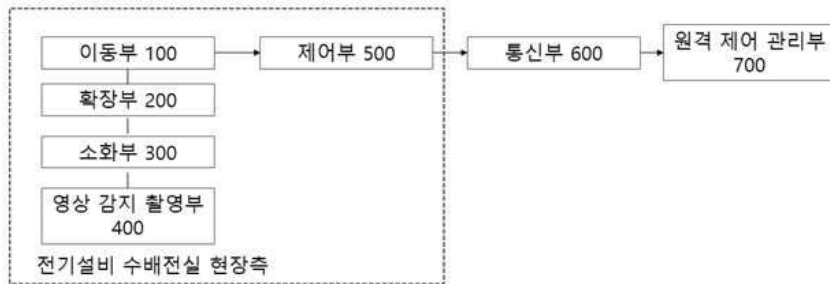 이동부 100
제어부 500
통신부 600
원격 제어 관리부
700
확장부 200
소화부 300
영상 감지 촬영부
400
전기설비 수배전실 현장측